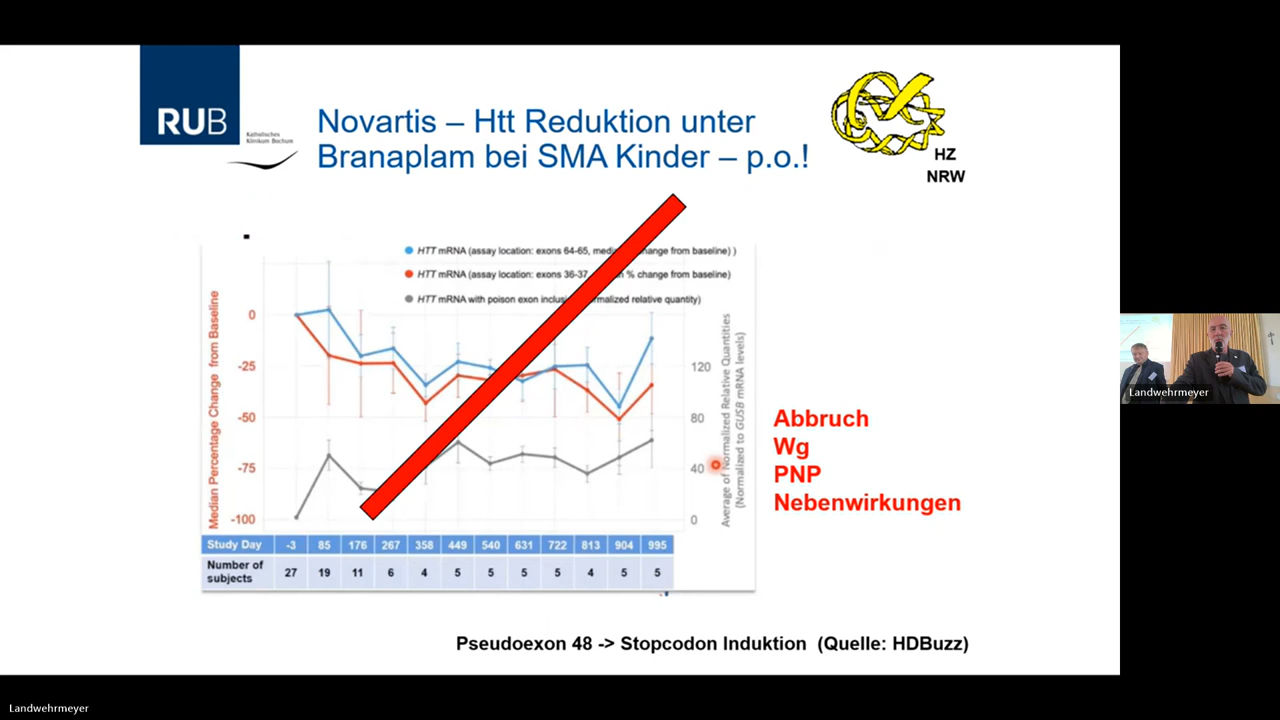 RUB
Katholisches
Klinikum Bochum
Novartis – Htt Reduktion unter
Branaplam bei SMA Kinder – p.o.!
HZ
NRW
HTT mRNA (assay location: exons 64-65, hange from baseline) )
HTT mRNA (assay location: exons 36-37 % change from baseline)
HTT mRNA with poison exon normalized relative quantity)
Median Percentage Change from Baseline
0
-25
-50
-75
-100
120
80
40
0
Average of Normalized Relative Quantities
(Normalized to GUSB mRNA levels)
Study Day -3 85 176 267 358 449 540 631 722 813 904 995
Number of
subjects 27 19 11 6 4 5 5 5 5 4 5 5
Abbruch
Wg
PNP
Nebenwirkungen
Pseudoexon 48 -> Stopcodon Induktion (Quelle: HDBuzz)
Landwehrmeyer
Landwehrmeyer